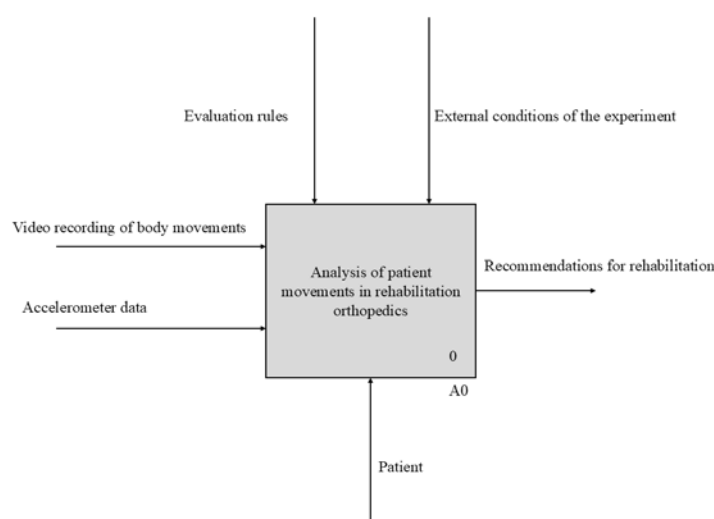 Evaluation rules
External conditions of the experiment
Video recording of body movements
Accelerometer data
Analysis of patient
movements in rehabilitation
orthopedics
0
A0
Recommendations for rehabilitation
Patient